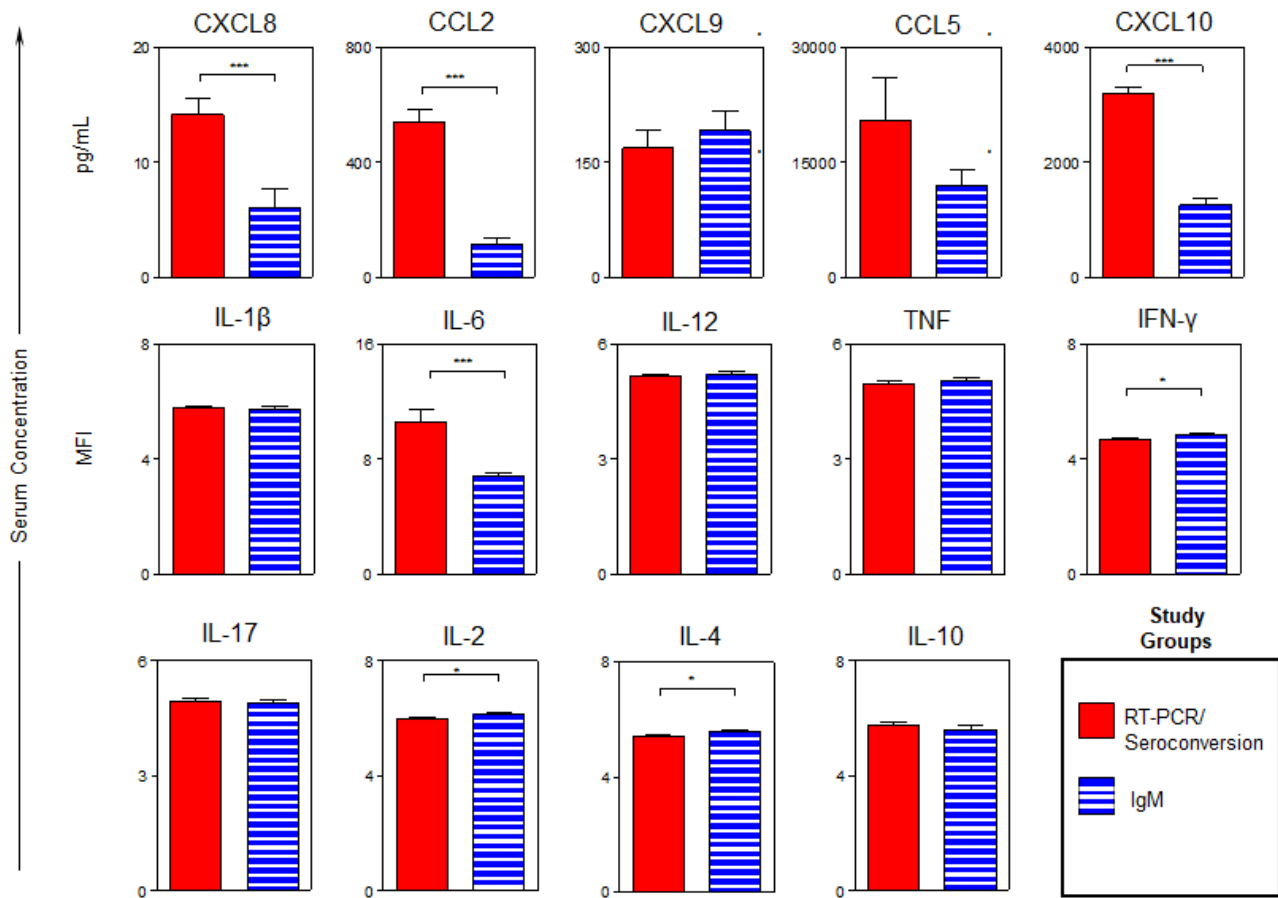 CXCL8
CCL2
CXCL9
CCL5
CXCL10
20
10
0
***
800
400
0
***
300
150
0
30000
15000
0
4000
2000
0
***
pg/mL
IL-1β
IL-6
IL-12
TNF
IFN-γ
8
4
0
16
8
0
***
6
3
0
6
3
0
8
4
0
*
MFI
Serum Concentration
IL-17
IL-2
IL-4
IL-10
6
3
0
8
4
0
*
8
4
0
*
8
4
0
Study
Groups
RT-PCR/
Seroconversion
IgM